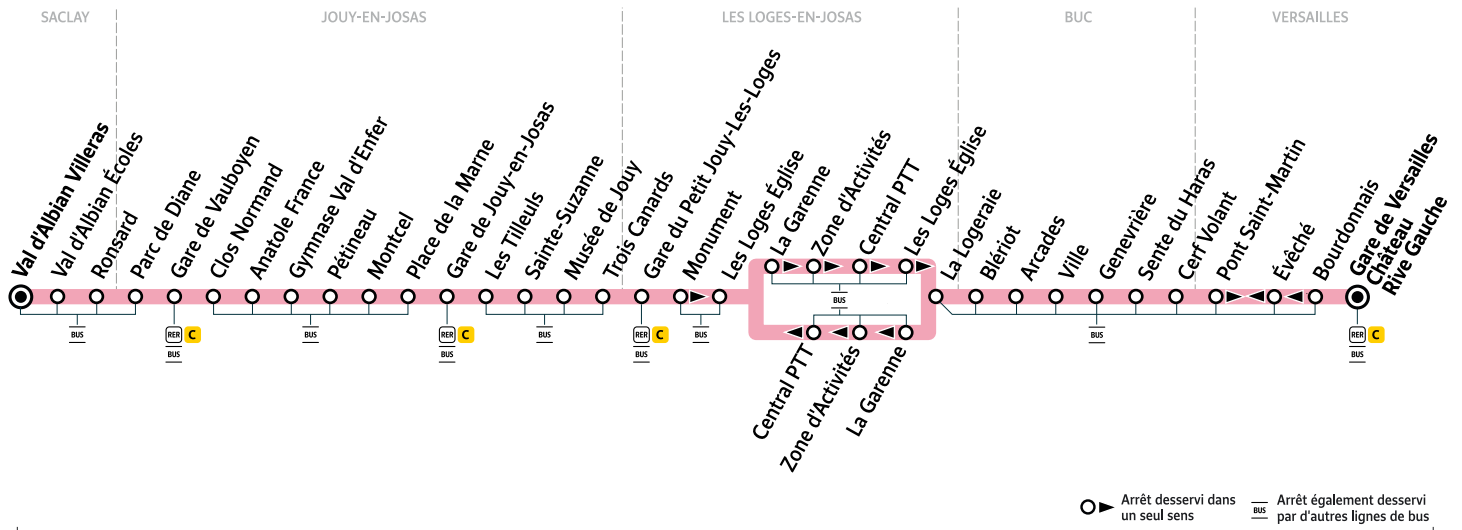 SACLAY
JOUY-EN-JOSAS
LES LOGES-EN-JOSAS
BUC
VERSAILLES
Val d'Albian Villeras
Val d'Albian Écoles
Ronsard
Parc de Diane
Gare de Vauboyen
Clos Normand
Anatole France
Gymnase Val d'Enfer
Pétineau
Montcel
Place de la Marne
Gare de Jouy-en-Josas
Les Tilleuls
Sainte-Suzanne
Musée de Jouy
Trois Canards
Gare du Petit Jouy-Les-Loges
Monument
Les Loges Église
La Garenne
Zone d'Activités
Central PTT
Les Loges Église
La Logeraie
Blériot
Arcades
Ville
Genevrière
Sente du Haras
Cerf Volant
Pont Saint-Martin
Évêché
Bourdonnais
Gare de Versailles
Château
Rive Gauche
BUS
RER C
BUS
BUS
RER C
BUS
BUS
RER C
BUS
BUS
BUS
BUS
RER C
BUS
Central PTT
Zone d'Activités
La Garenne
Arrêt desservi dans
un seul sens
BUS
Arrêt également desservi
par d'autres lignes de bus